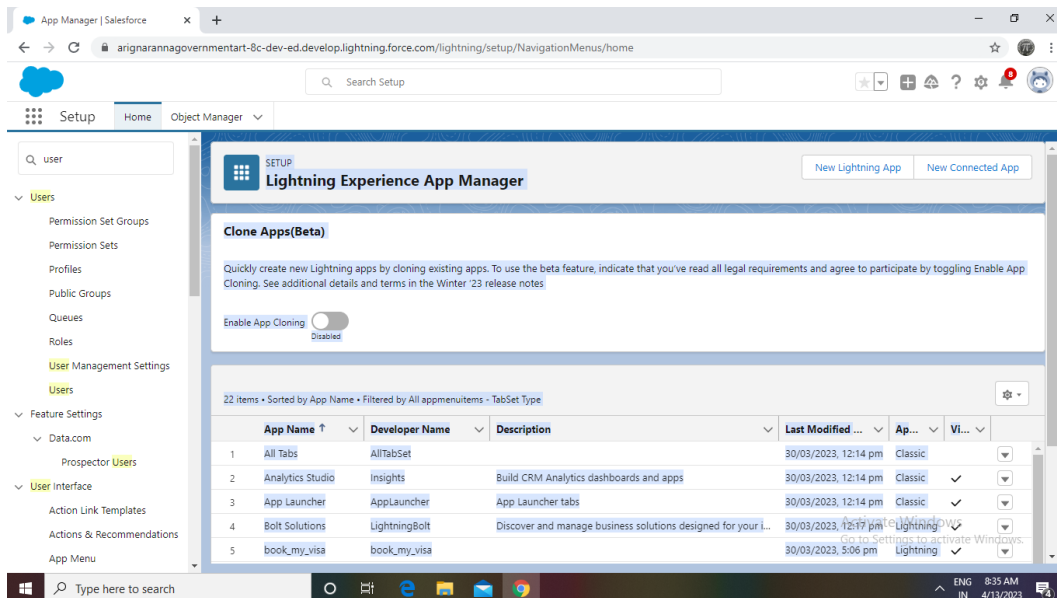 App Manager | Salesforce
arignarannagovernmentart-8c-dev-ed.develop.lightning.force.com/lightning/setup/NavigationMenus/home
Search Setup
8
Setup
Home
Object Manager
user
Users
Permission Set Groups
Permission Sets
Profiles
Public Groups
Queues
Roles
User Management Settings
Users
Feature Settings
Data.com
Prospector Users
User Interface
Action Link Templates
Actions & Recommendations
App Menu
SETUP
Lightning Experience App Manager
New Lightning App
New Connected App
Clone Apps(Beta)
Quickly create new Lightning apps by cloning existing apps. To use the beta feature, indicate that you've read all legal requirements and agree to participate by toggling Enable App
Cloning. See additional details and terms in the Winter '23 release notes
Enable App Cloning
Disabled
22 items • Sorted by App Name • Filtered by All appmenuitems - TabSet Type
App Name ↑ Developer Name Description Last Modified ... Ap... Vi...
1 All Tabs AllTabSet 30/03/2023, 12:14 pm Classic
2 Analytics Studio Insights Build CRM Analytics dashboards and apps 30/03/2023, 12:14 pm Classic
3 App Launcher AppLauncher App Launcher tabs 30/03/2023, 12:14 pm Classic
4 Bolt Solutions LightningBolt Discover and manage business solutions designed for your i... 30/03/2023, 12:17 pm Lightning
5 book_my_visa book_my_visa 30/03/2023, 5:06 pm Lightning
Activate Windows
Go to Settings to activate Windows.
Type here to search
ENG
IN
8:35 AM
4/13/2023
4